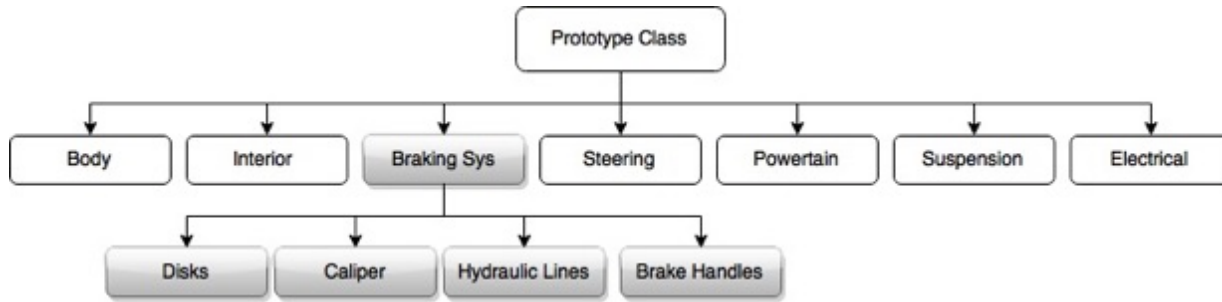 Prototype Class
Body
Interior
Braking Sys
Steering
Powertain
Suspension
Electrical
Disks
Caliper
Hydraulic Lines
Brake Handles